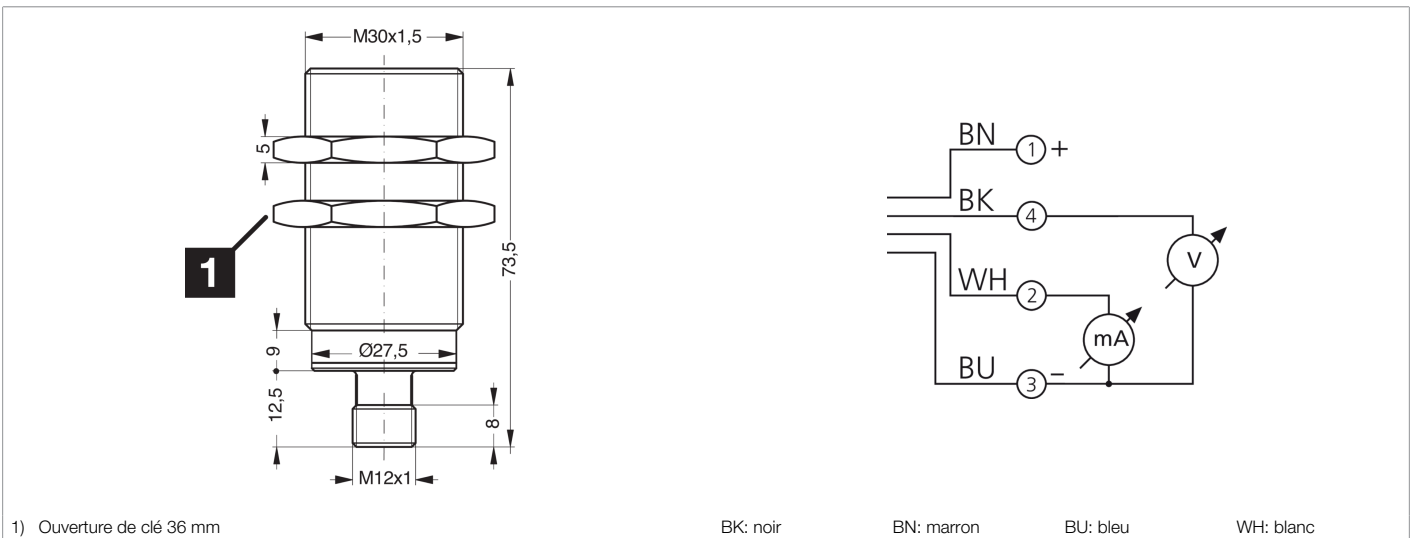 M30x1,5
5
1
73,5
9
Ø27,5
12,5
8
M12x1
BN
1 +
BK
4
V
WH
2
mA
BU
3 −
1) Ouverture de clé 36 mm
BK: noir BN: marron BU: bleu WH: blanc